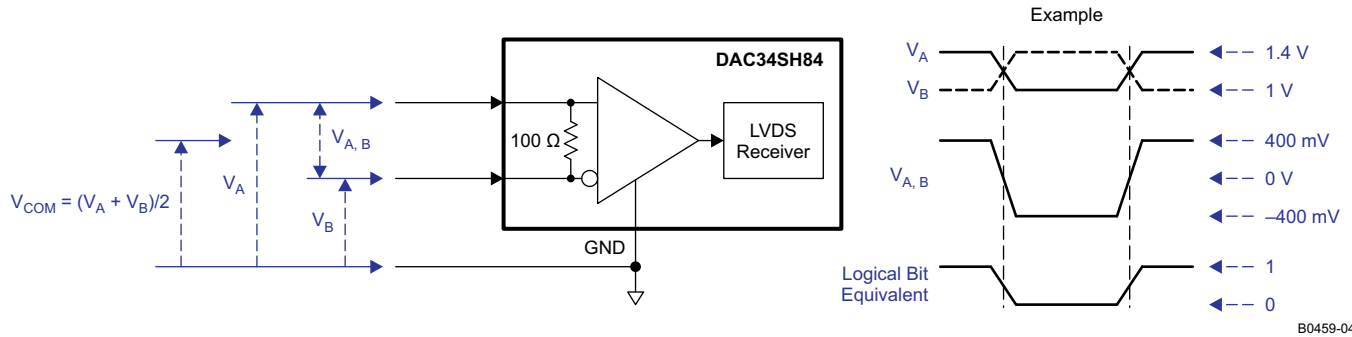 Example
DAC34SH84
100 Ω
LVDS
Receiver
V_A, B
V_A
V_COM = (V_A + V_B)/2
V_B
GND
V_A
1.4 V
V_B
1 V
400 mV
V_A, B
0 V
–400 mV
Logical Bit
Equivalent
1
0
B0459-04